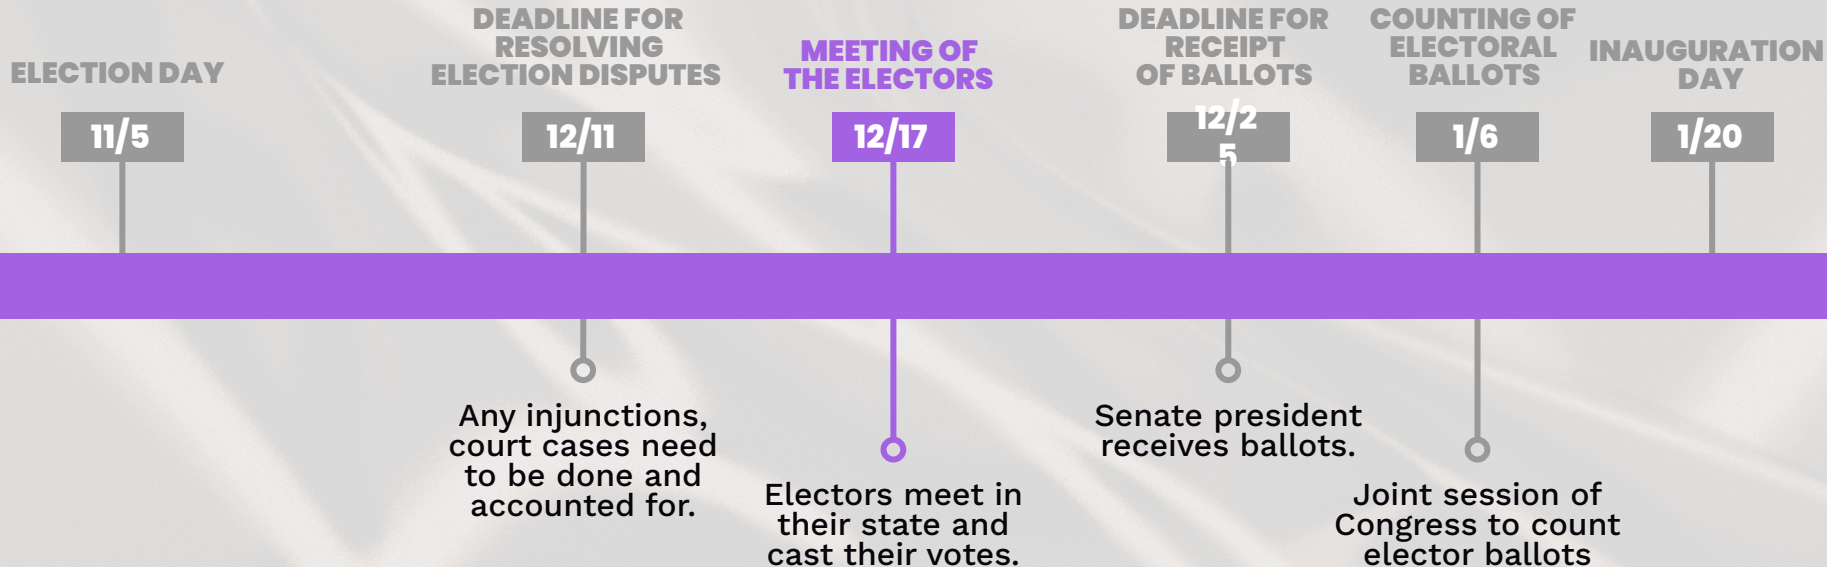 ELECTION DAY
11/5
DEADLINE FOR
RESOLVING
ELECTION DISPUTES
12/11
Any injunctions,
court cases need
to be done and
accounted for.
MEETING OF
THE ELECTORS
12/17
Electors meet in
their state and
cast their votes.
DEADLINE FOR
RECEIPT
OF BALLOTS
12/2
5
Senate president
receives ballots.
COUNTING OF
ELECTORAL
BALLOTS
1/6
Joint session of
Congress to count
elector ballots
INAUGURATION
DAY
1/20